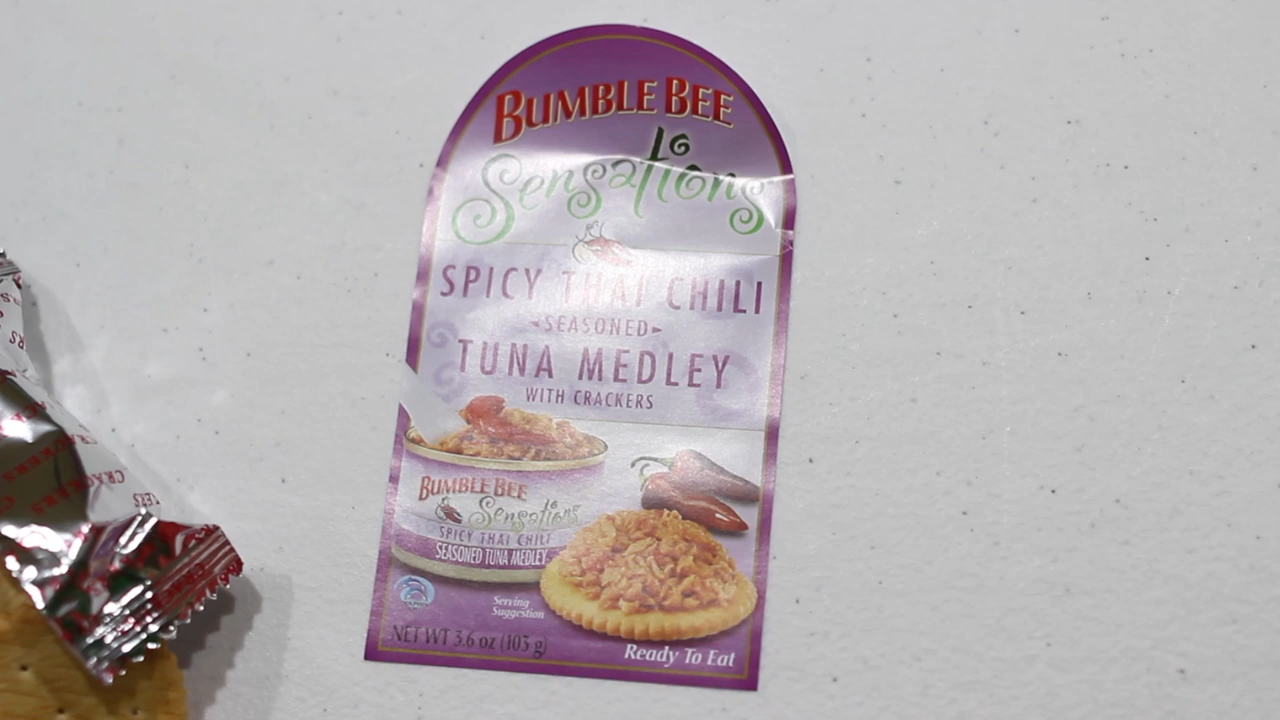 BUMBLE BEE
Sensations
SPICY THAI CHILI
SEASONED
TUNA MEDLEY
WITH CRACKERS
BUMBLE BEE
Sensations
SPICY THAI CHILI
SEASONED TUNA MEDLEY
Serving
Suggestion
NET WT 3.6 oz (103 g)
Ready To Eat
CRACKERS